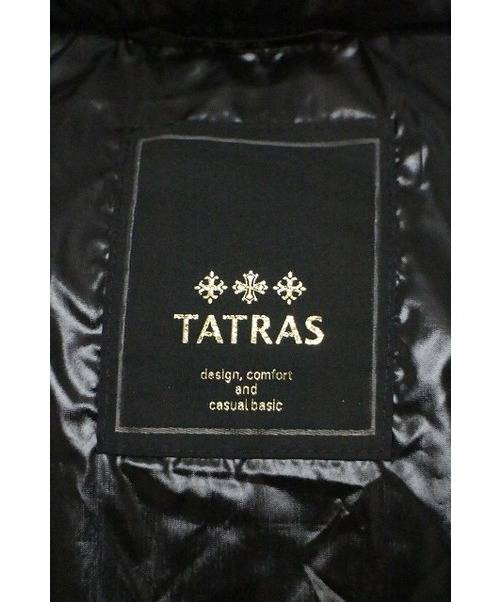 TATRAS
design, comfort
and
casual basic